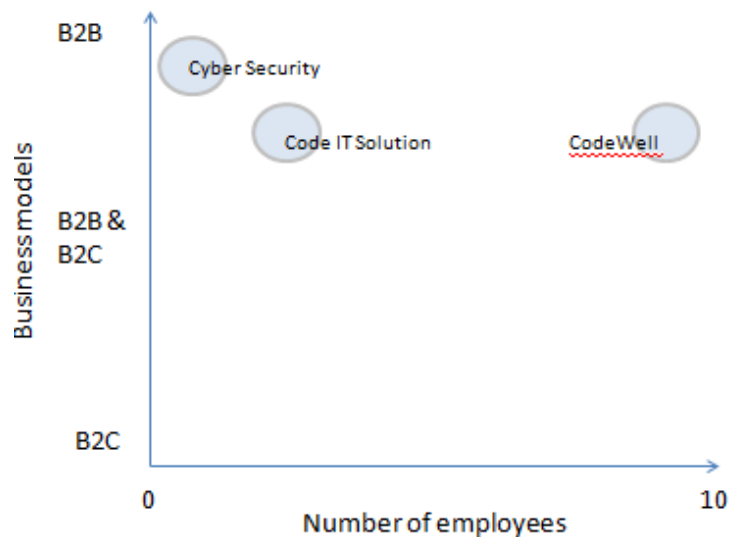 B2B
Cyber Security
Code IT Solution
CodeWell
B2B &
B2C
Business models
B2C
0
10
Number of employees